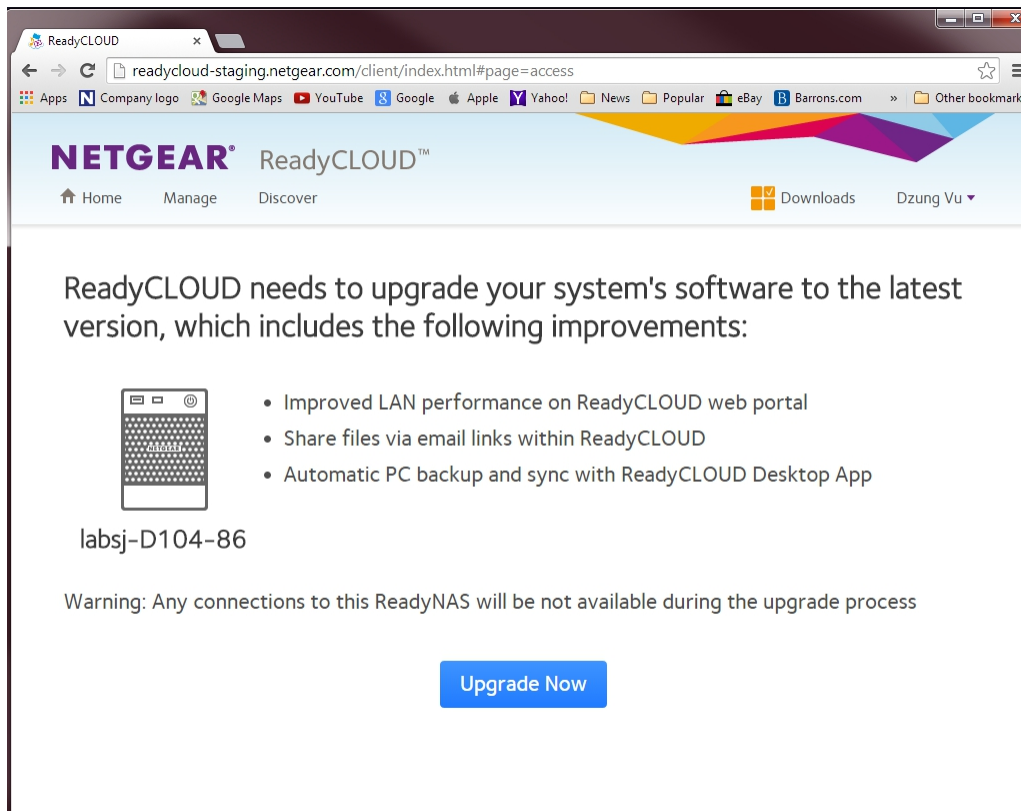 ReadyCLOUD
readycloud-staging.netgear.com/client/index.html#page=access
Apps Company logo Google Maps YouTube Google Apple Yahoo! News Popular eBay Barrons.com » Other bookmark
NETGEAR® ReadyCLOUD™
Home Manage Discover Downloads Dzung Vu
ReadyCLOUD needs to upgrade your system's software to the latest
version, which includes the following improvements:
• Improved LAN performance on ReadyCLOUD web portal
• Share files via email links within ReadyCLOUD
• Automatic PC backup and sync with ReadyCLOUD Desktop App
NETGEAR
labsj-D104-86
Warning: Any connections to this ReadyNAS will be not available during the upgrade process
Upgrade Now